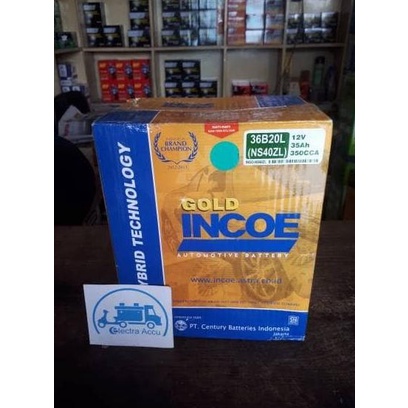 36B20L
(NS40ZL)
12V
35Ah
350CCA
BRAND
CHAMPION
HYBRID TECHNOLOGY
GOLD
INCOE
AUTOMOTIVE BATTERY
www.incoe.astra.co.id
PT. Century Batteries Indonesia
Electra Accu